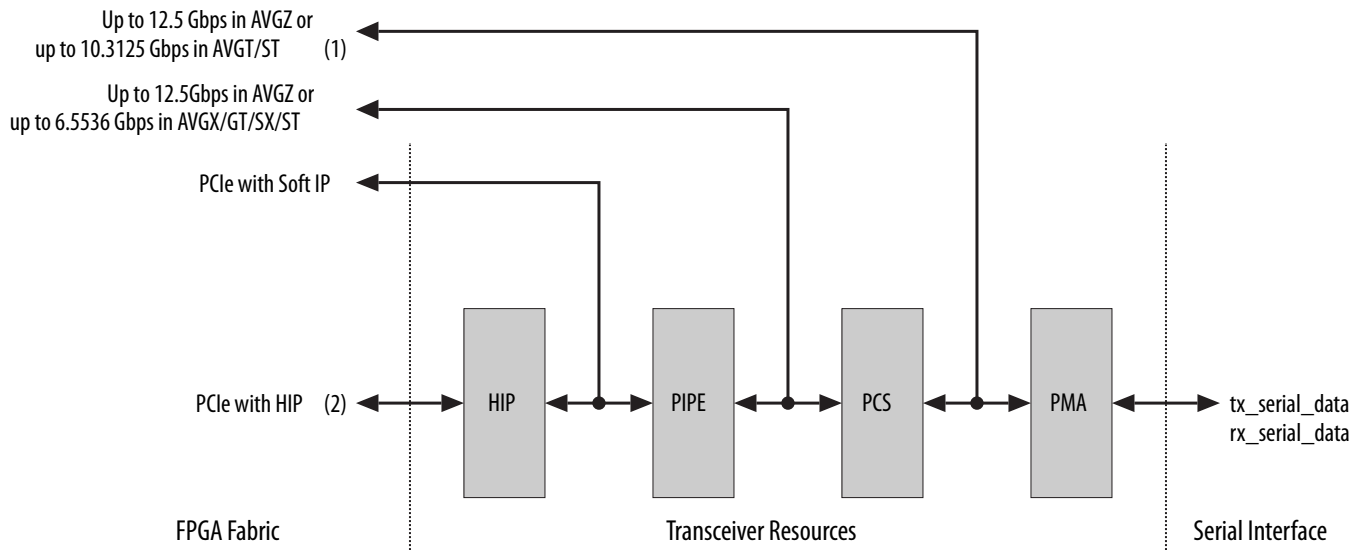 Up to 12.5 Gbps in AVGZ or
up to 10.3125 Gbps in AVGT/ST (1)
Up to 12.5Gbps in AVGZ or
up to 6.5536 Gbps in AVGX/GT/SX/ST
PCIe with Soft IP
PCIe with HIP (2)
HIP
PIPE
PCS
PMA
tx_serial_data
rx_serial_data
FPGA Fabric
Transceiver Resources
Serial Interface